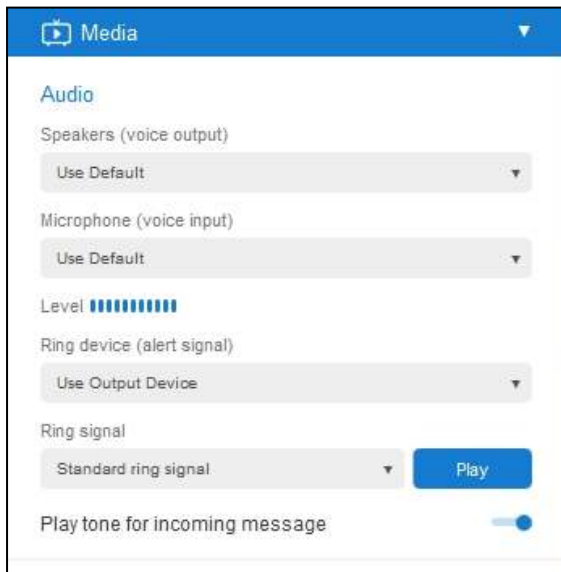 Media
Audio
Speakers (voice output)
Use Default
Microphone (voice input)
Use Default
Level
Ring device (alert signal)
Use Output Device
Ring signal
Standard ring signal Play
Play tone for incoming message